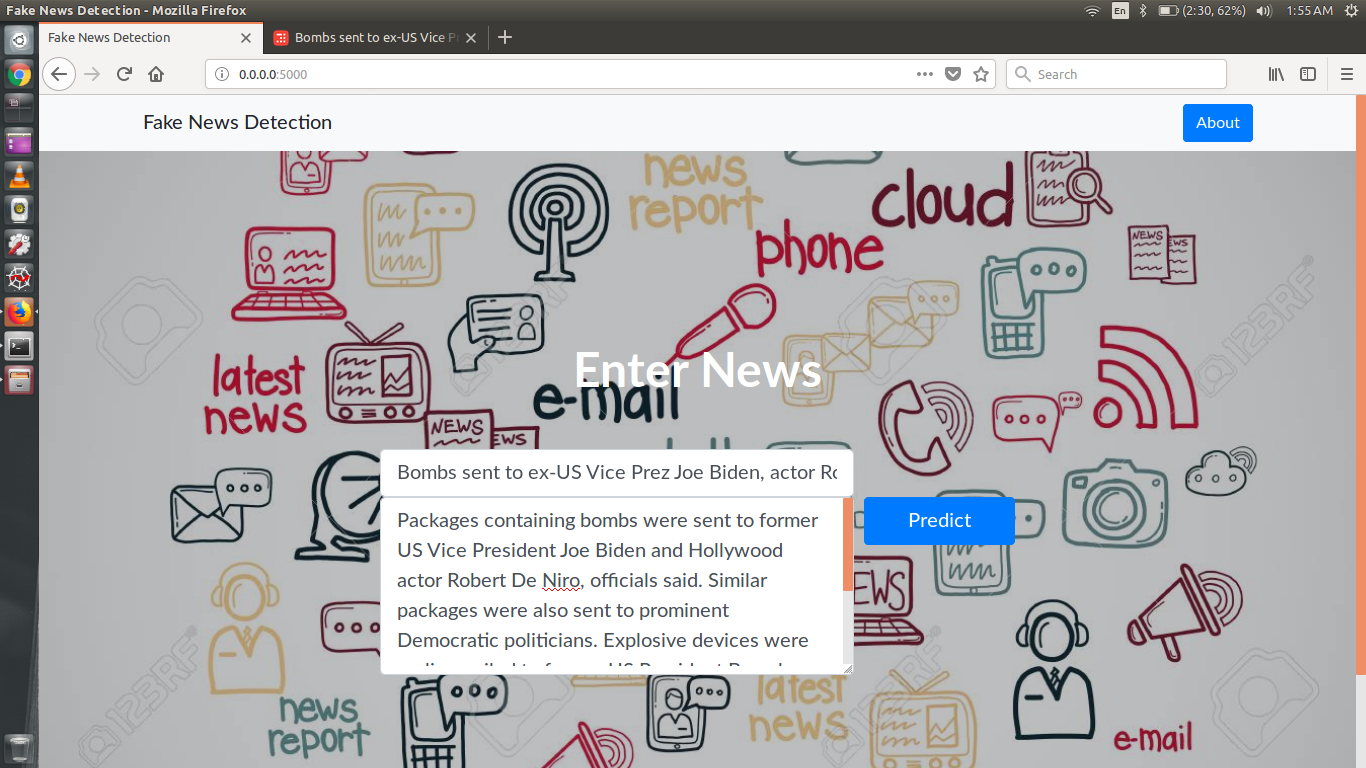 Fake News Detection - Mozilla Firefox
En
(2:30, 62%)
1:55 AM
Fake News Detection
Bombs sent to ex-US Vice P
0.0.0.0:5000
Search
Fake News Detection
About
news
report
cloud
phone
NEWS
EWS
latest
news
Enter News
e-mail
NEWS
EWS
Bombs sent to ex-US Vice Prez Joe Biden, actor Ro
Packages containing bombs were sent to former
US Vice President Joe Biden and Hollywood
actor Robert De Niro, officials said. Similar
packages were also sent to prominent
Democratic politicians. Explosive devices were
Predict
EWS
news
report
latest
news
e-mail
123RF
123RF
123RF
123RF
123RF